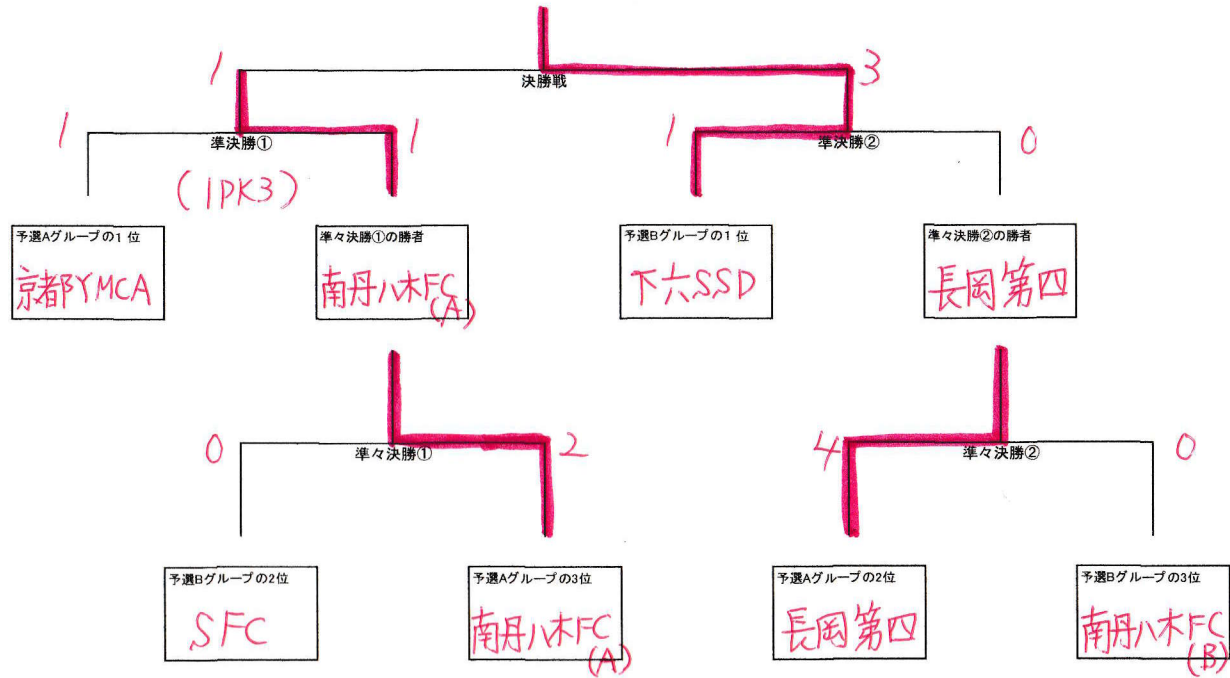 1
3
決勝戦
1
1
1
0
準決勝①
準決勝②
(1PK3)
予選Aグループの1位
京都YMCA
準々決勝①の勝者
南丹八木FC
(A)
予選Bグループの1位
下六SSD
準々決勝②の勝者
長岡第四
0
2
4
0
準々決勝①
準々決勝②
予選Bグループの2位
SFC
予選Aグループの3位
南丹八木FC
(A)
予選Aグループの2位
長岡第四
予選Bグループの3位
南丹八木FC
(B)